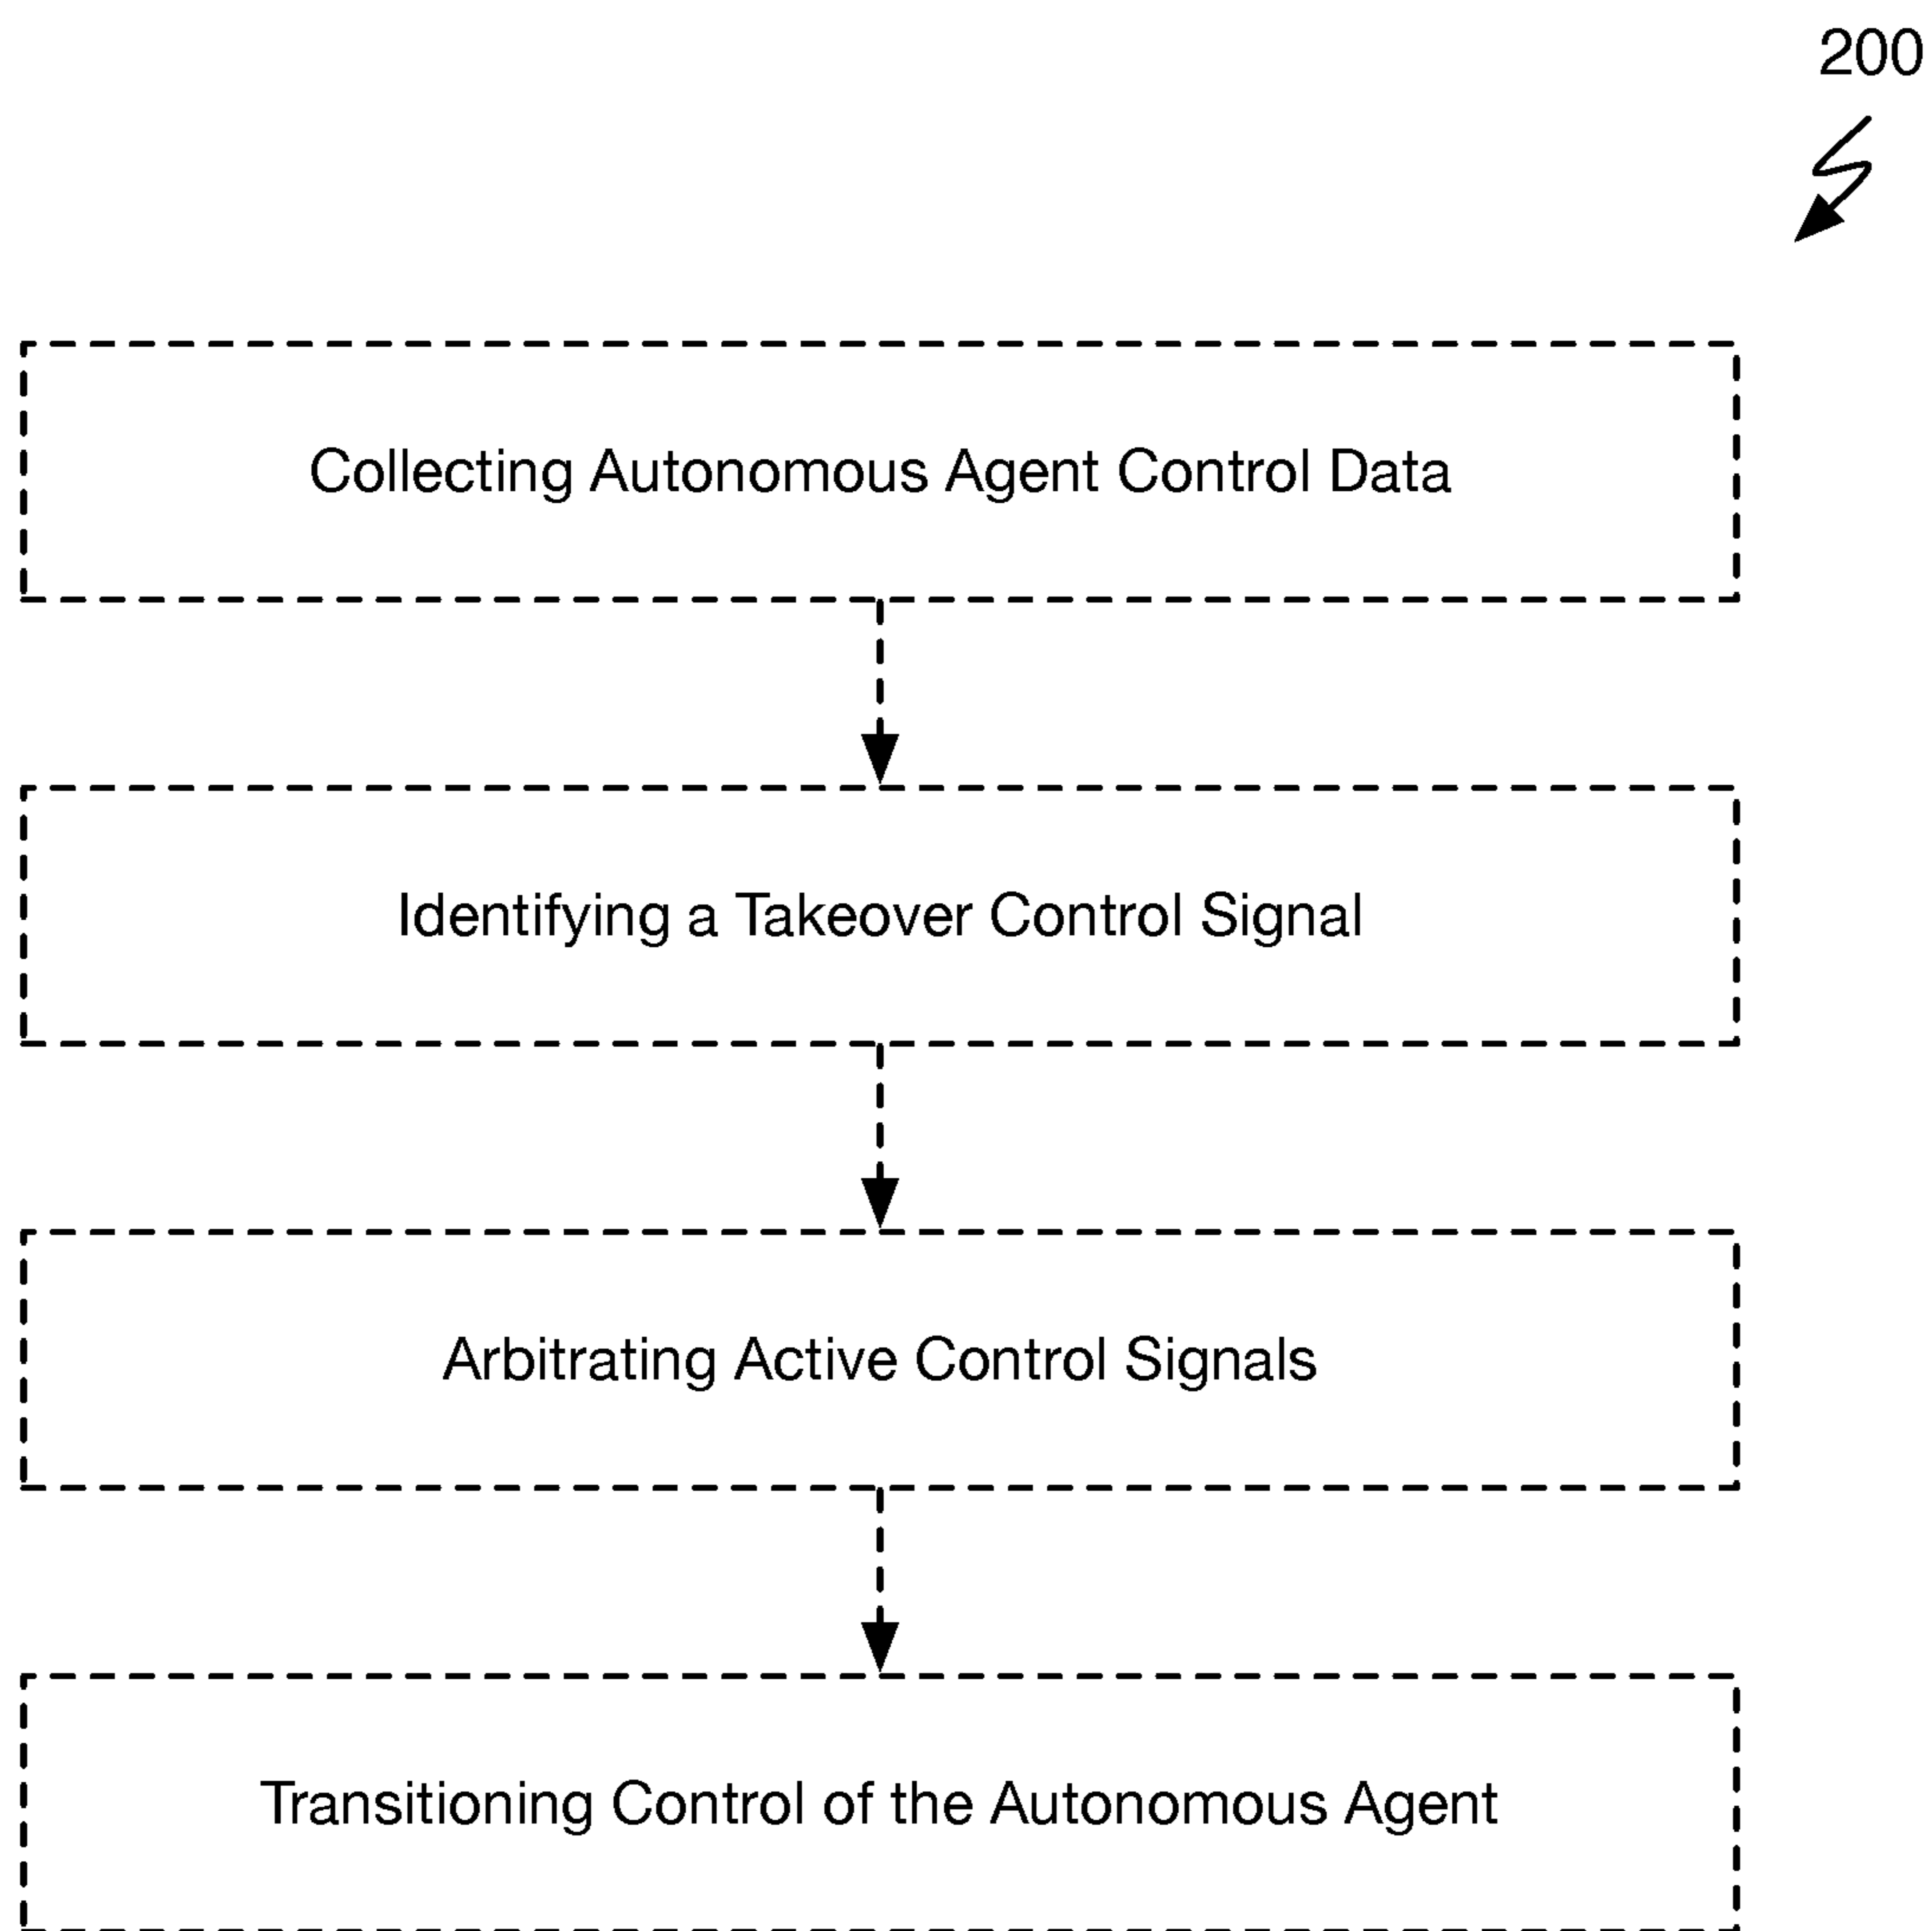 200
Collecting Autonomous Agent Control Data
Identifying a Takeover Control Signal
Arbitrating Active Control Signals
Transitioning Control of the Autonomous Agent